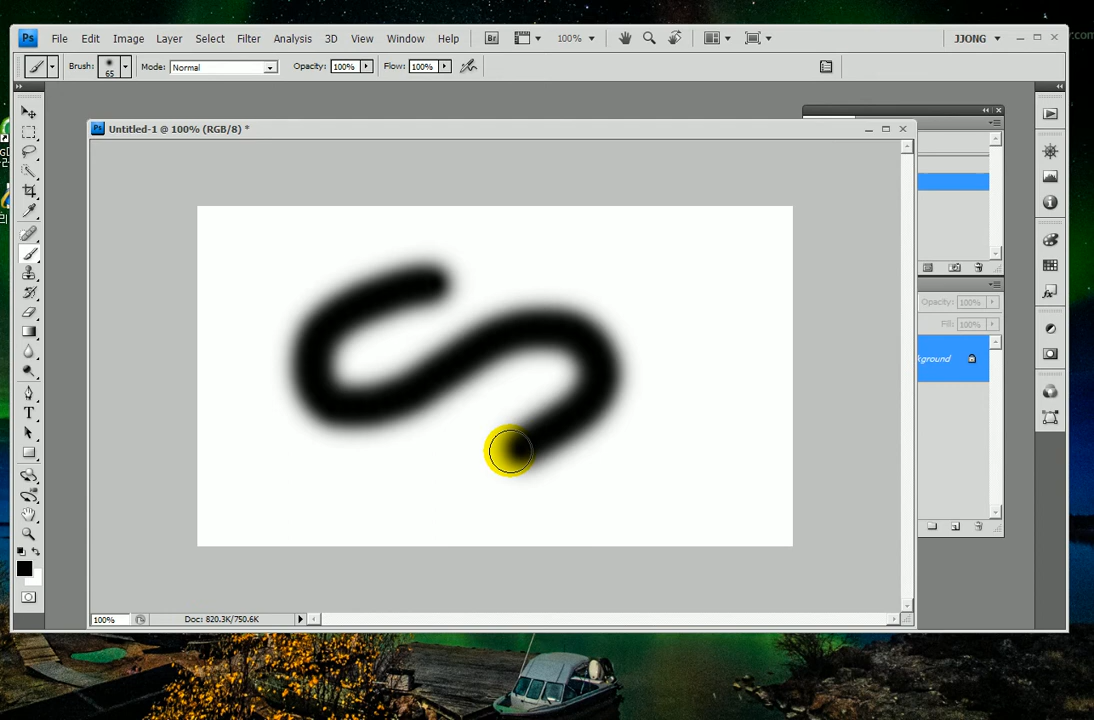 Ps File Edit Image Layer Select Filter Analysis 3D View Window Help Br 100% JJONG
Brush: 65 Mode: Normal Opacity: 100% Flow: 100%
Ps Untitled-1 @ 100% (RGB/8) *
Opacity: 100%
Fill: 100%
kground
T
fx
100% Doc: 820.3K/750.6K